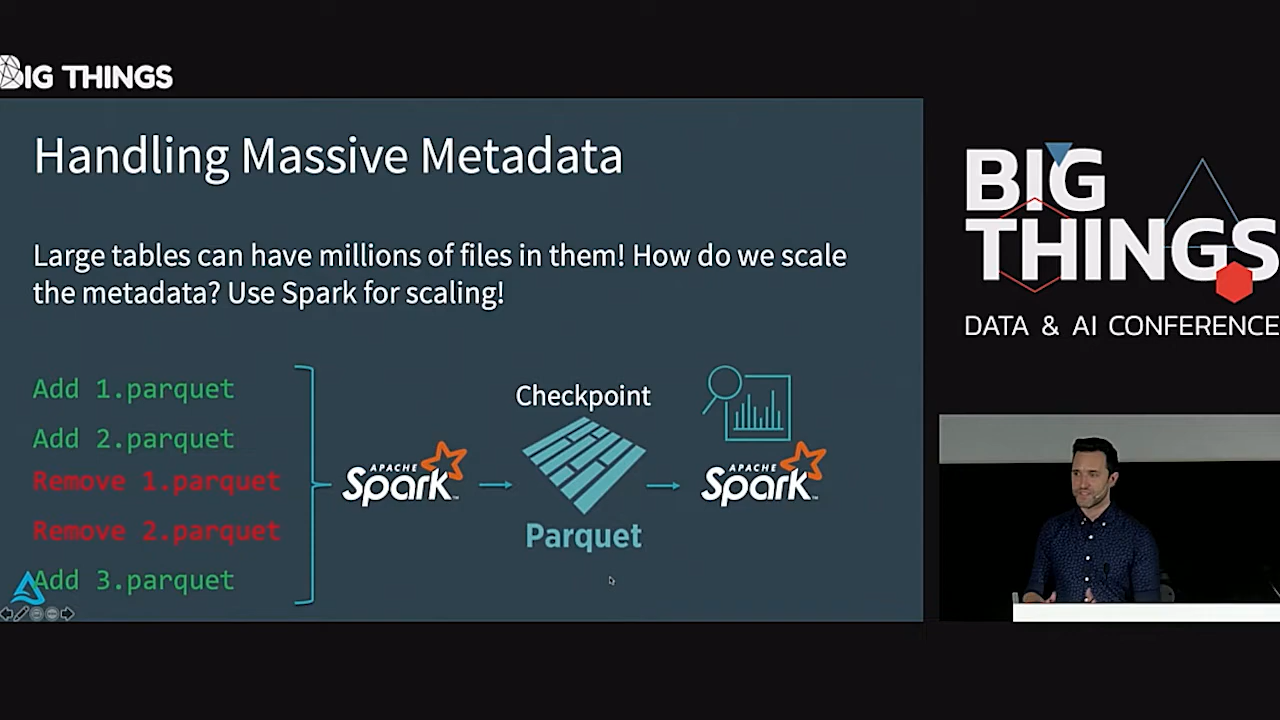 BIG THINGS
Handling Massive Metadata
Large tables can have millions of files in them! How do we scale
the metadata? Use Spark for scaling!
Add 1.parquet
Add 2.parquet
Remove 1.parquet
Remove 2.parquet
Add 3.parquet
APACHE
Spark
TM
Checkpoint
Parquet
APACHE
Spark
TM
BIG
THINGS
DATA & AI CONFERENCE